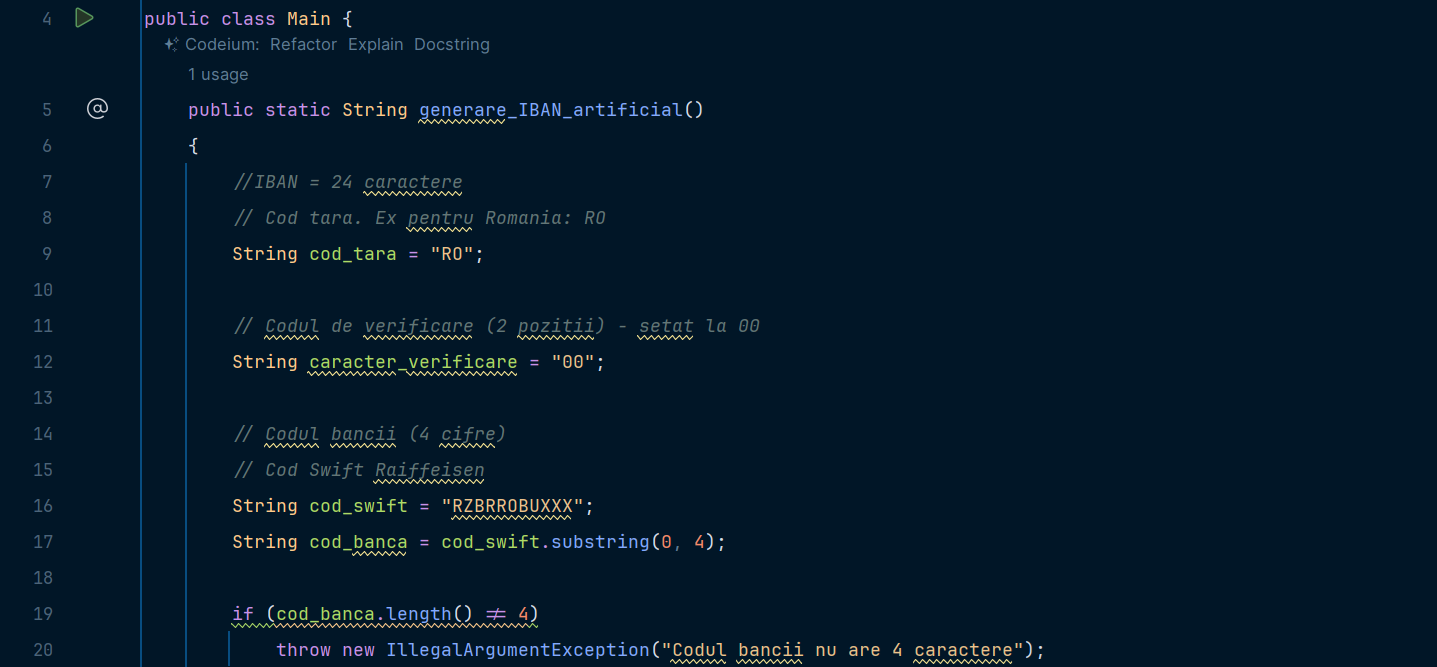 4 public class Main {
Codeium: Refactor Explain Docstring
1 usage
5 @ public static String generare_IBAN_artificial()
6 {
7 //IBAN = 24 caractere
8 // Cod tara. Ex pentru Romania: RO
9 String cod_tara = "RO";
10
11 // Codul de verificare (2 pozitii) - setat la 00
12 String caracter_verificare = "00";
13
14 // Codul bancii (4 cifre)
15 // Cod Swift Raiffeisen
16 String cod_swift = "RZBRROBUXXX";
17 String cod_banca = cod_swift.substring(0, 4);
18
19 if (cod_banca.length() != 4)
20 throw new IllegalArgumentException("Codul bancii nu are 4 caractere");